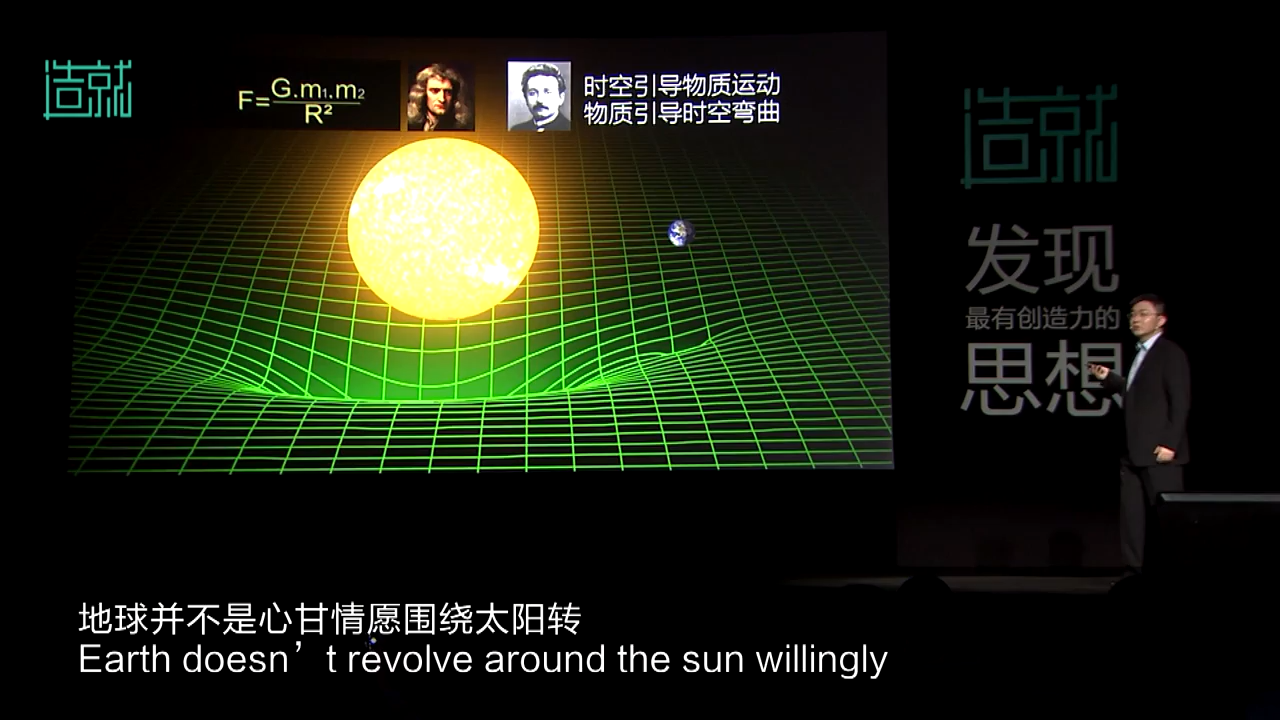 造就
F=G.m₁.m₂
R²
时空引导物质运动
物质引导时空弯曲
造就
发现
最有创造力的
思想
地球并不是心甘情愿围绕太阳转
Earth doesn’t revolve around the sun willingly